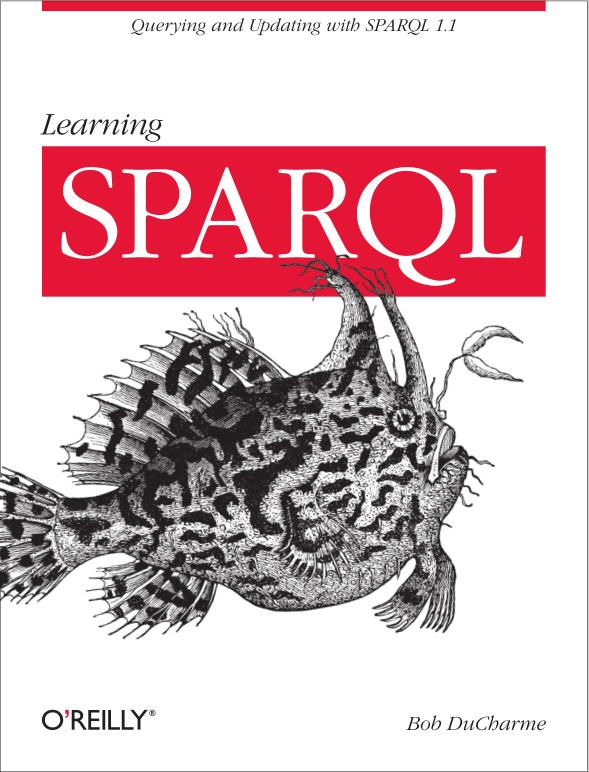 Querying and Updating with SPARQL 1.1
Learning
SPARQL
O'REILLY®
Bob DuCharme